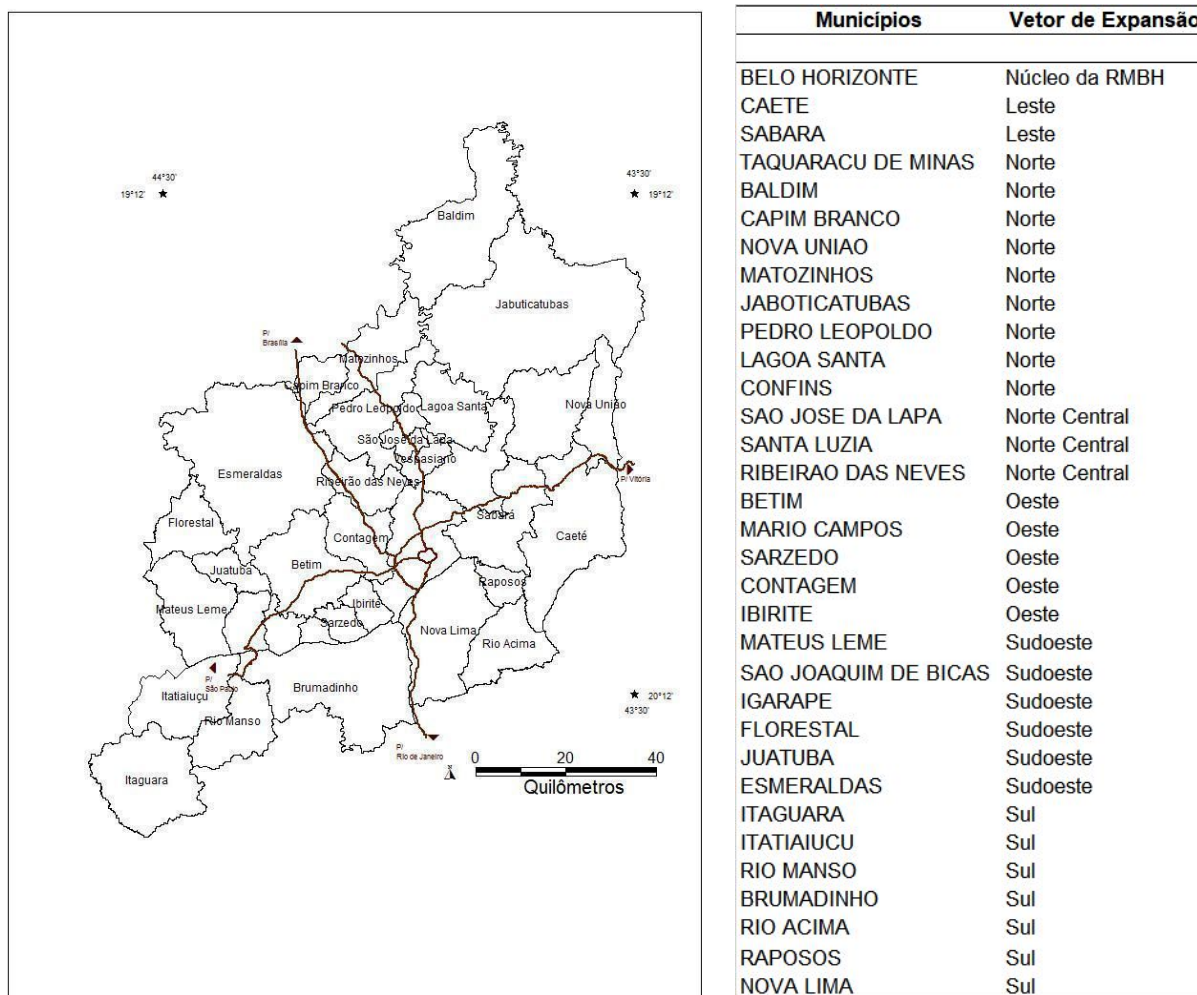 44°30'
19°12'
43°30'
19°12'
Baldim
Jabuticatubas
P/
Brasília
Matozinhos
Capim Branco
Pedro Leopoldo
Lagoa Santa
Nova União
São José da Lapa
Vespasiano
Esmeraldas
Ribeirão das Neves
P/ Vitória
Florestal
Sabará
Contagem
Caeté
Juatuba
Betim
Raposos
Mateus Leme
Ibirité
Sarzedo
Nova Lima
Rio Acima
P/
São Paulo
Itatiaiuçu
Brumadinho
20°12'
43°30'
Rio Manso
P/
Rio de Janeiro
N
0 20 40
Quilômetros
Itaguara
Municípios Vetor de Expansão
BELO HORIZONTE Núcleo da RMBH
CAETE Leste
SABARA Leste
TAQUARACU DE MINAS Norte
BALDIM Norte
CAPIM BRANCO Norte
NOVA UNIAO Norte
MATOZINHOS Norte
JABOTICATUBAS Norte
PEDRO LEOPOLDO Norte
LAGOA SANTA Norte
CONFINS Norte
SAO JOSE DA LAPA Norte Central
SANTA LUZIA Norte Central
RIBEIRAO DAS NEVES Norte Central
BETIM Oeste
MARIO CAMPOS Oeste
SARZEDO Oeste
CONTAGEM Oeste
IBIRITE Oeste
MATEUS LEME Sudoeste
SAO JOAQUIM DE BICAS Sudoeste
IGARAPE Sudoeste
FLORESTAL Sudoeste
JUATUBA Sudoeste
ESMERALDAS Sudoeste
ITAGUARA Sul
ITATIAIUCU Sul
RIO MANSO Sul
BRUMADINHO Sul
RIO ACIMA Sul
RAPOSOS Sul
NOVA LIMA Sul